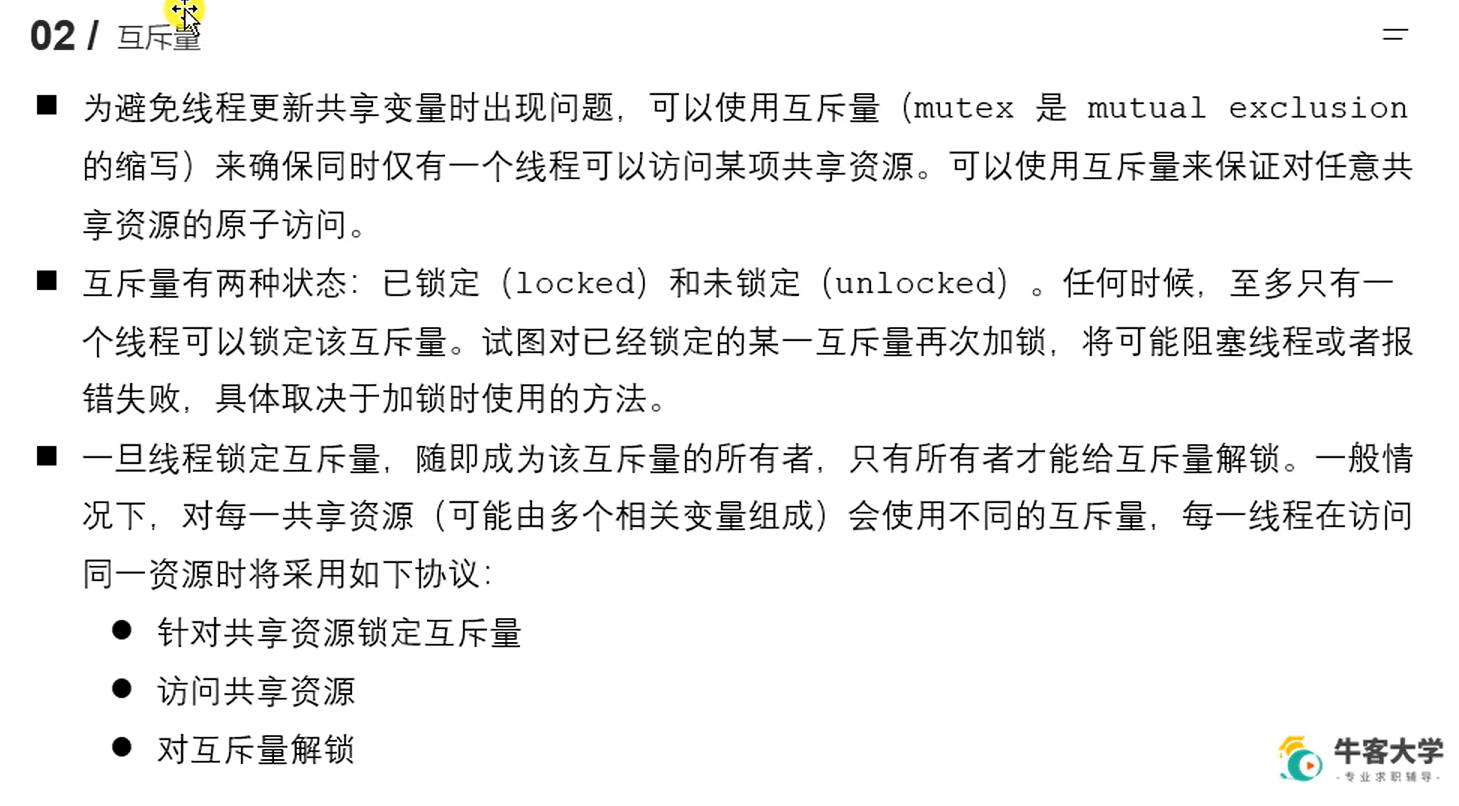 02 / 互斥量
■ 为避免线程更新共享变量时出现问题，可以使用互斥量（mutex 是 mutual exclusion
的缩写）来确保同时仅有一个线程可以访问某项共享资源。可以使用互斥量来保证对任意共
享资源的原子访问。
■ 互斥量有两种状态：已锁定（locked）和未锁定（unlocked）。任何时候，至多只有一
个线程可以锁定该互斥量。试图对已经锁定的某一互斥量再次加锁，将可能阻塞线程或者报
错失败，具体取决于加锁时使用的方法。
■ 一旦线程锁定互斥量，随即成为该互斥量的所有者，只有所有者才能给互斥量解锁。一般情
况下，对每一共享资源（可能由多个相关变量组成）会使用不同的互斥量，每一线程在访问
同一资源时将采用如下协议：
● 针对共享资源锁定互斥量
● 访问共享资源
● 对互斥量解锁
牛客大学
-专业求职辅导-